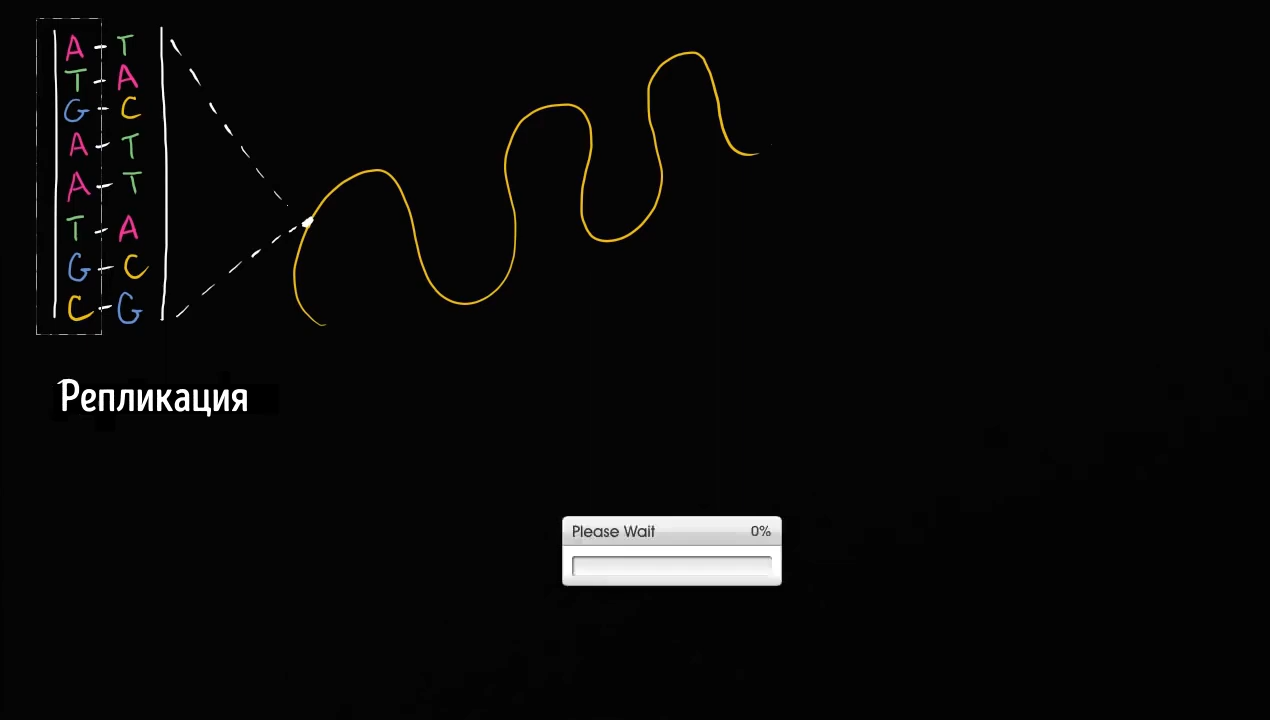 A - T
T - A
G - C
A - T
A - T
T - A
G - C
C - G
Репликация
Please Wait 0%